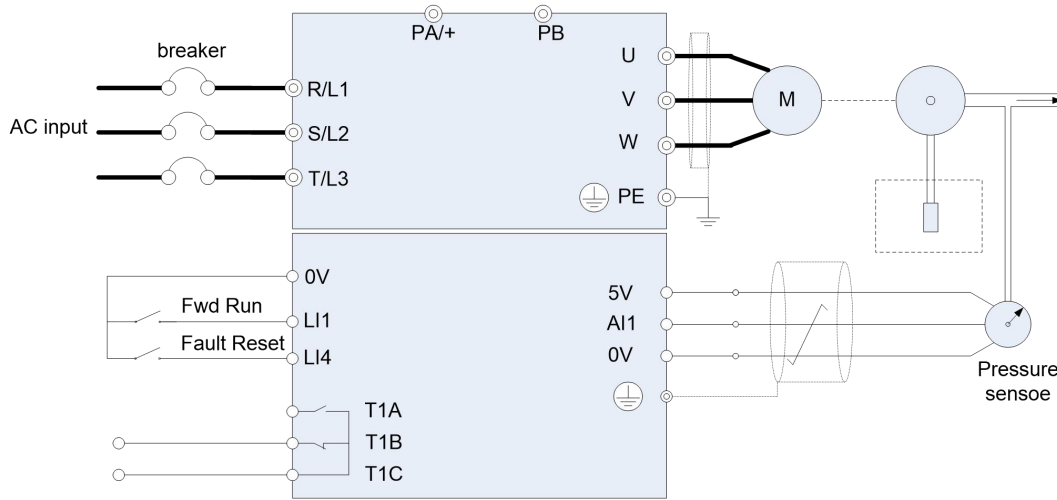 PA/+
PB
breaker
U
R/L1
V
M
AC input
S/L2
W
T/L3
PE
0V
5V
Fwd Run
LI1
AI1
Fault Reset
LI4
0V
Pressure
sensoe
T1A
T1B
T1C